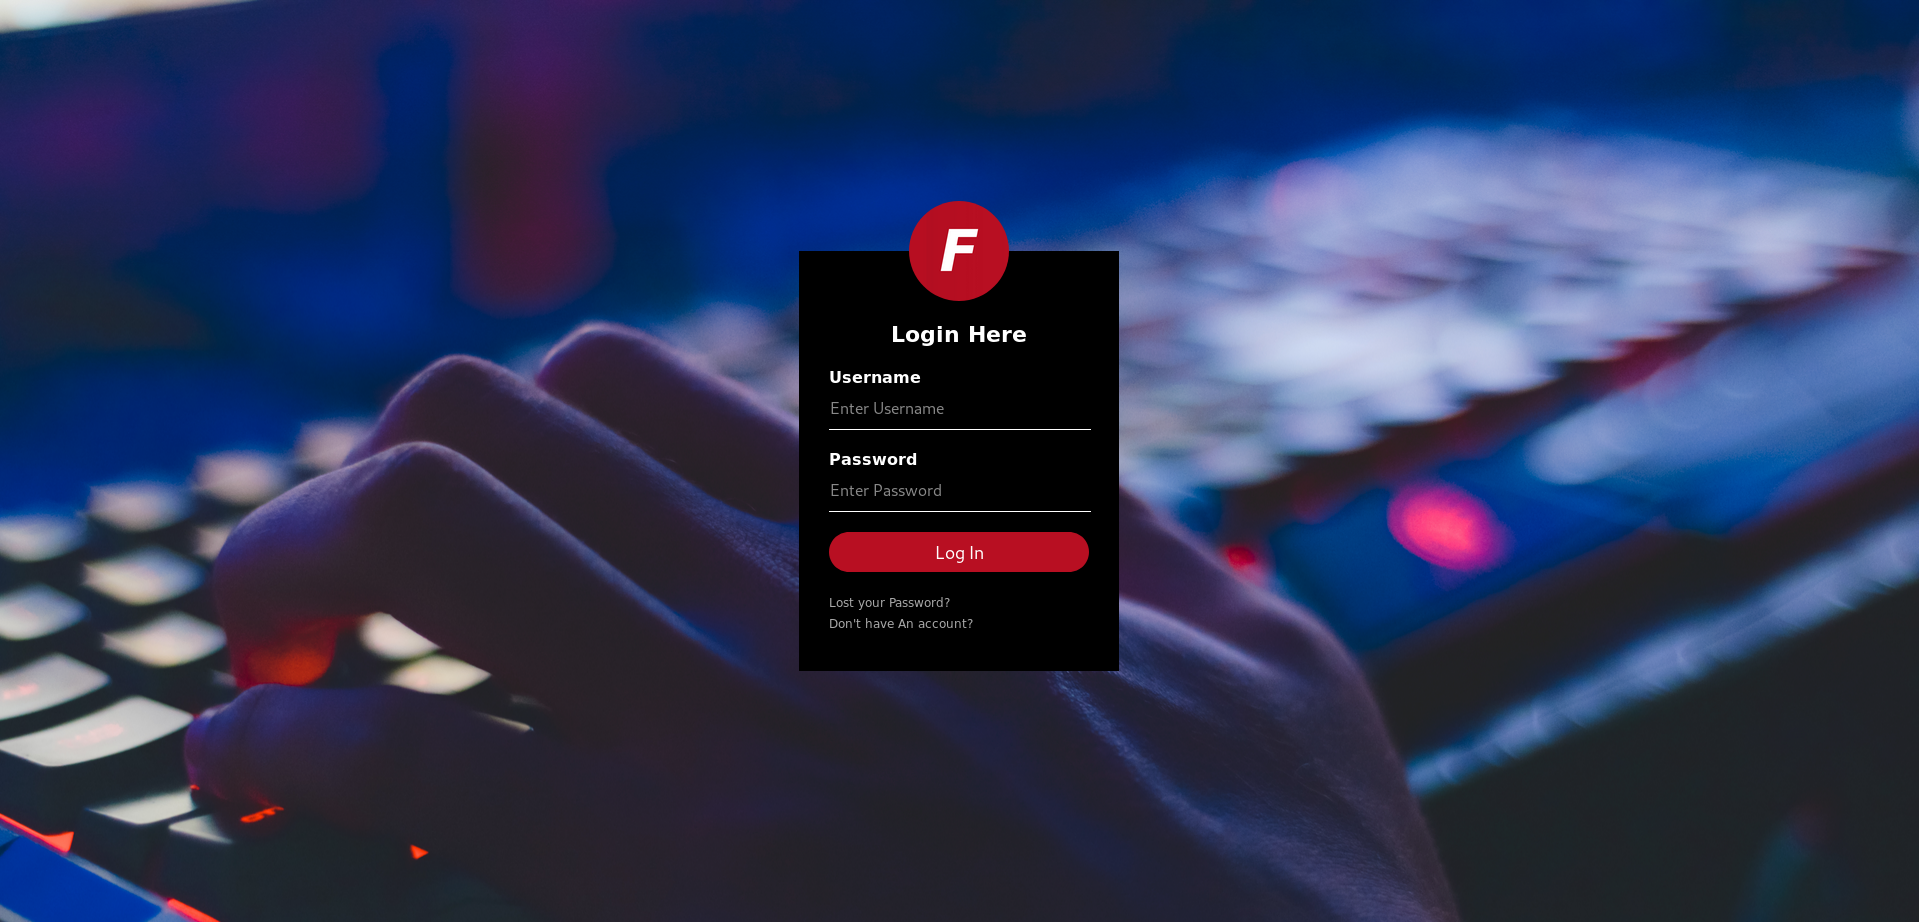 F
Login Here
Username
Enter Username
Password
Enter Password
Log In
Lost your Password?
Don't have An account?